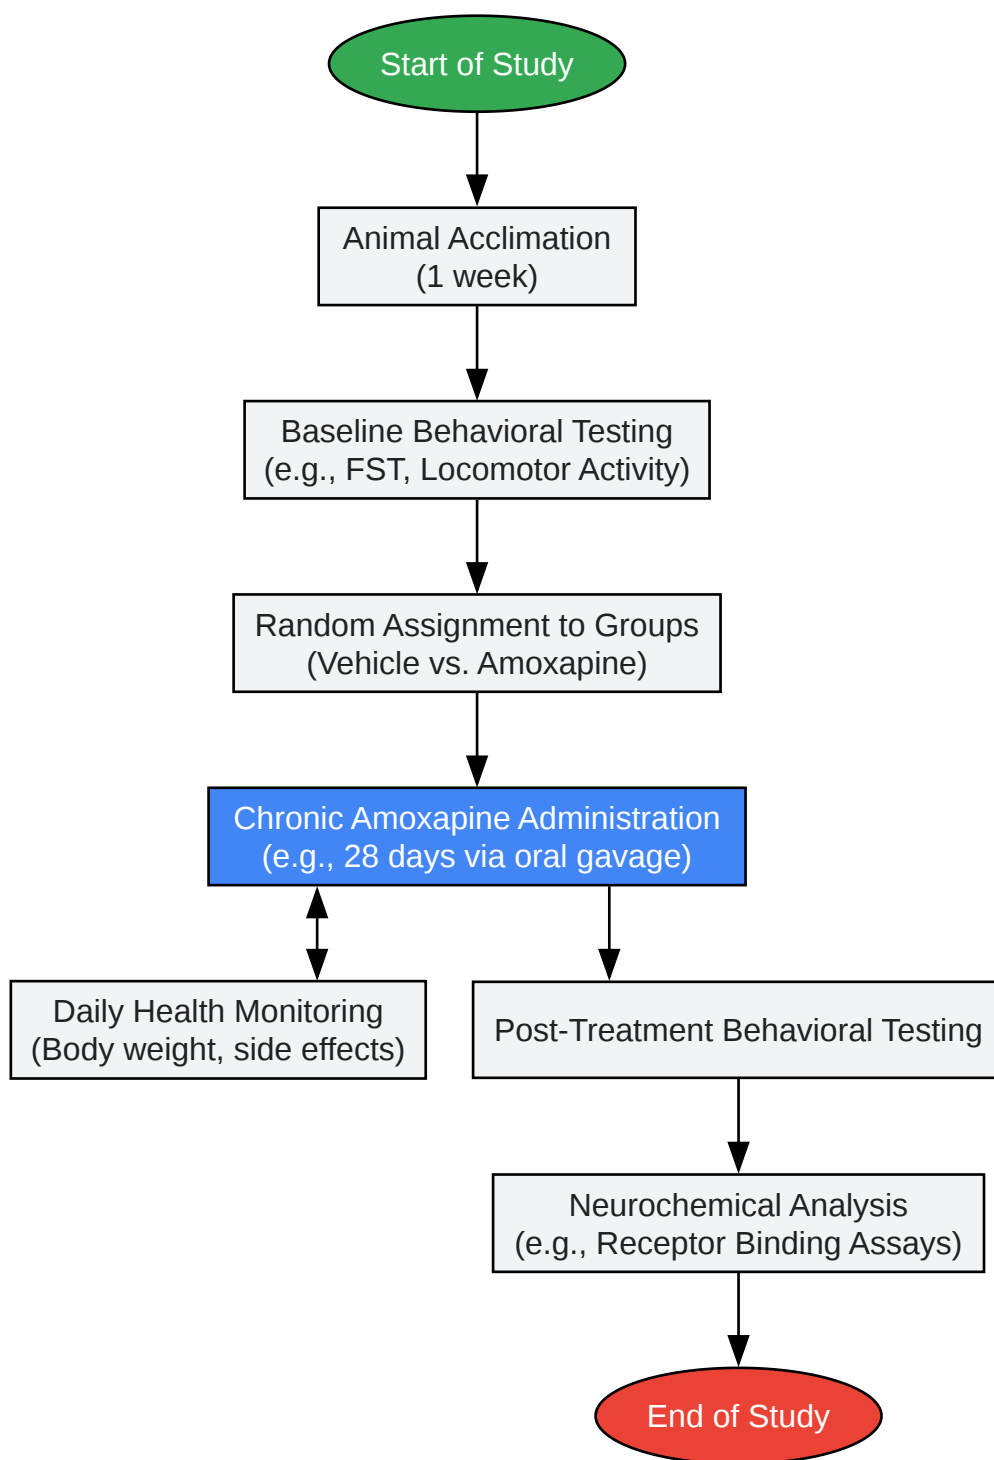 Start of Study
Animal Acclimation
(1 week)
Baseline Behavioral Testing
(e.g., FST, Locomotor Activity)
Random Assignment to Groups
(Vehicle vs. Amoxapine)
Chronic Amoxapine Administration
(e.g., 28 days via oral gavage)
Daily Health Monitoring
(Body weight, side effects)
Post-Treatment Behavioral Testing
Neurochemical Analysis
(e.g., Receptor Binding Assays)
End of Study